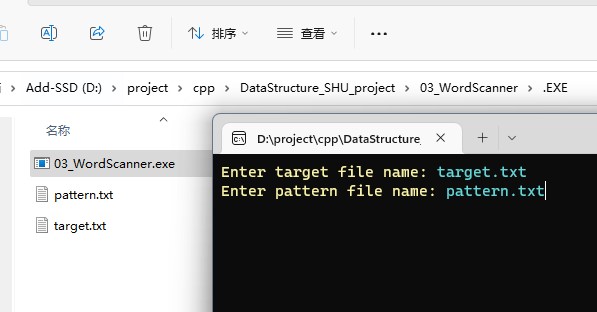 排序
查看
Add-SSD (D:) > project > cpp > DataStructure_SHU_project > 03_WordScanner > .EXE
名称
03_WordScanner.exe
pattern.txt
target.txt
D:\project\cpp\DataStructure_
Enter target file name: target.txt
Enter pattern file name: pattern.txt